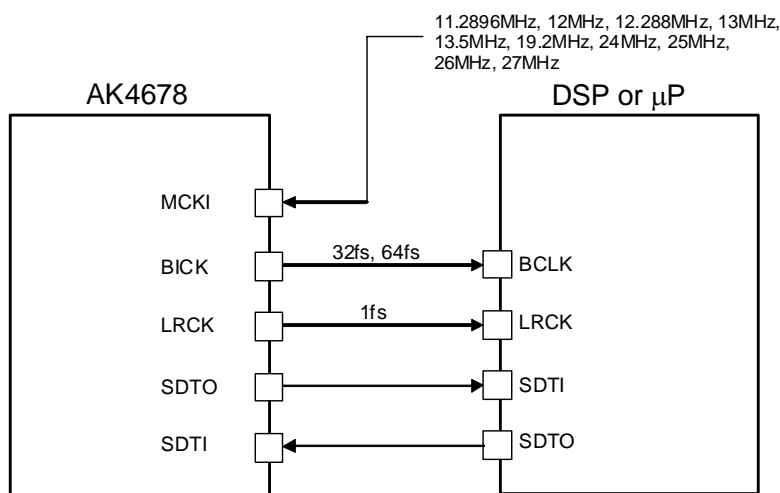 11.2896MHz, 12MHz, 12.288MHz, 13MHz,
13.5MHz, 19.2MHz, 24MHz, 25MHz,
26MHz, 27MHz
AK4678
DSP or μP
MCKI
BICK
32fs, 64fs
BCLK
LRCK
1fs
LRCK
SDTO
SDTI
SDTI
SDTO